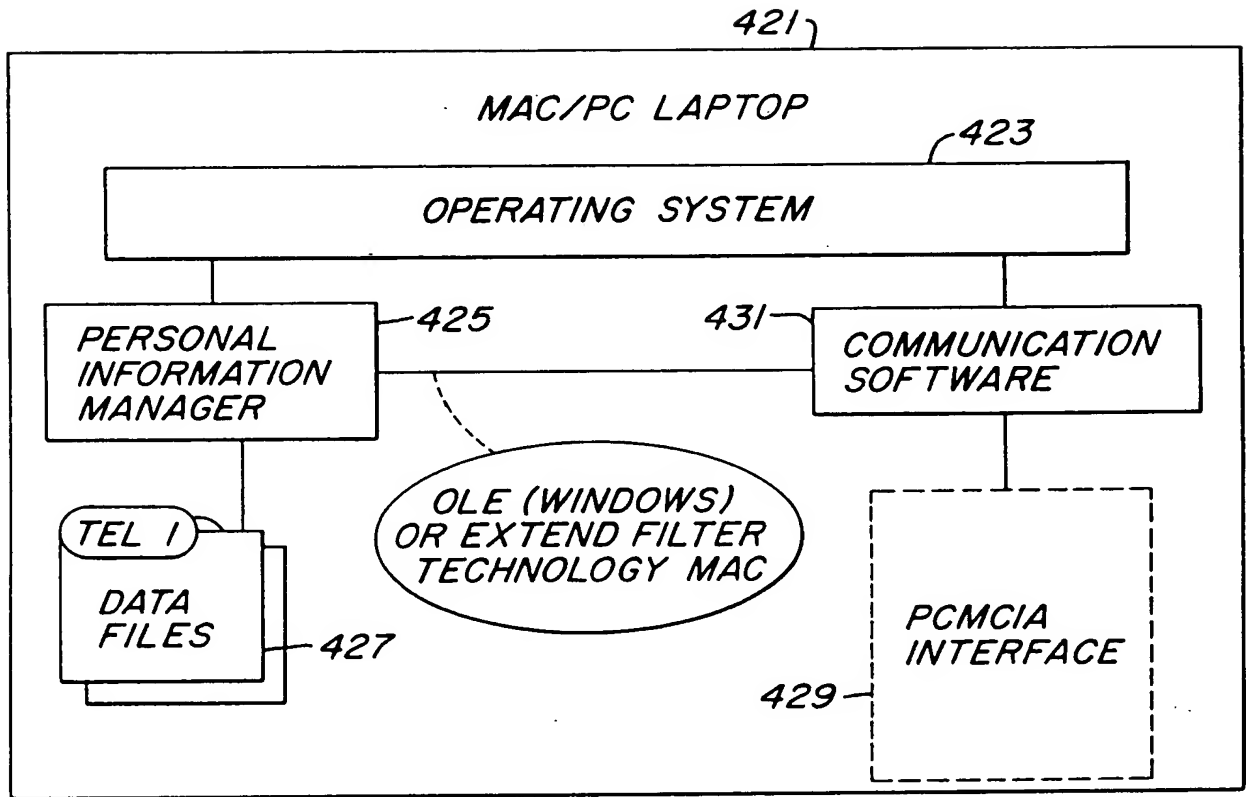 421
MAC/PC LAPTOP
423
OPERATING SYSTEM
425
431
PERSONAL
INFORMATION
MANAGER
COMMUNICATION
SOFTWARE
OLE (WINDOWS)
OR EXTEND FILTER
TECHNOLOGY MAC
TEL 1
DATA
FILES
427
PCMCIA
INTERFACE
429